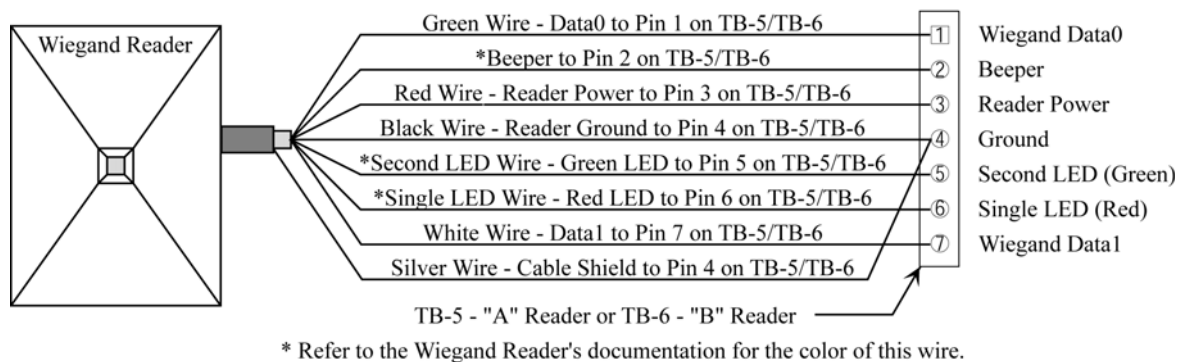 Wiegand Reader
Green Wire - Data0 to Pin 1 on TB-5/TB-6
*Beeper to Pin 2 on TB-5/TB-6
Red Wire - Reader Power to Pin 3 on TB-5/TB-6
Black Wire - Reader Ground to Pin 4 on TB-5/TB-6
*Second LED Wire - Green LED to Pin 5 on TB-5/TB-6
*Single LED Wire - Red LED to Pin 6 on TB-5/TB-6
White Wire - Data1 to Pin 7 on TB-5/TB-6
Silver Wire - Cable Shield to Pin 4 on TB-5/TB-6
1 Wiegand Data0
2 Beeper
3 Reader Power
4 Ground
5 Second LED (Green)
6 Single LED (Red)
7 Wiegand Data1
TB-5 - "A" Reader or TB-6 - "B" Reader
* Refer to the Wiegand Reader's documentation for the color of this wire.